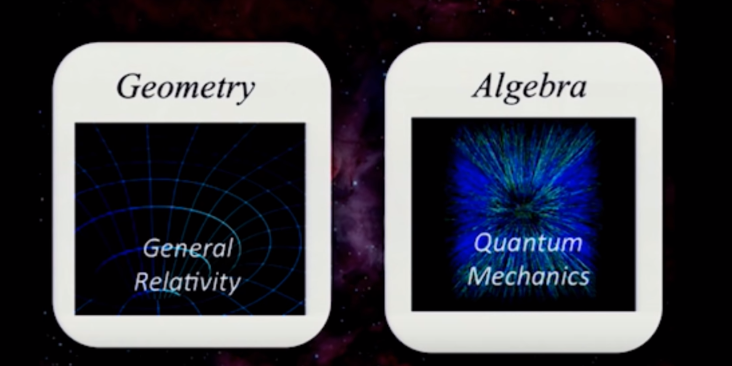 Geometry
General
Relativity
Algebra
Quantum
Mechanics